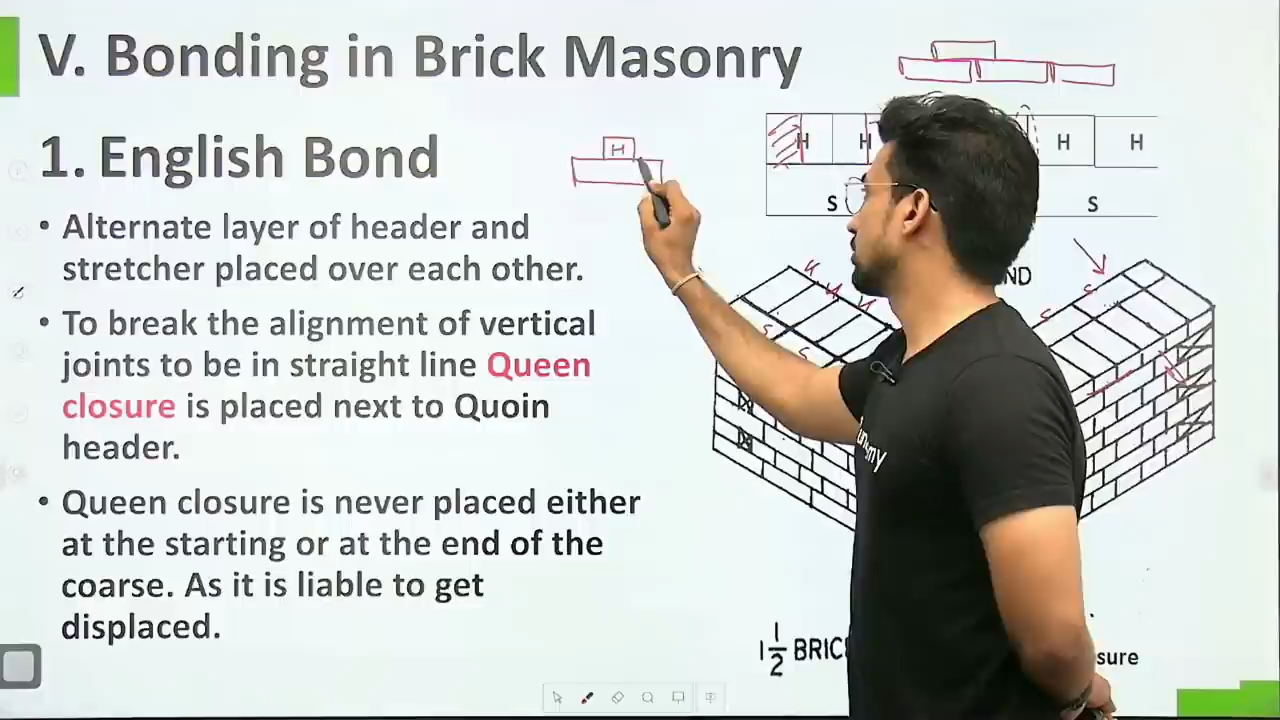 V. Bonding in Brick Masonry
1. English Bond
H
H H H H
S S
• Alternate layer of header and
stretcher placed over each other.
• To break the alignment of vertical
joints to be in straight line Queen
closure is placed next to Quoin
header.
• Queen closure is never placed either
at the starting or at the end of the
coarse. As it is liable to get
displaced.
ND
S S
S S
1 1/2 BRIC
sure